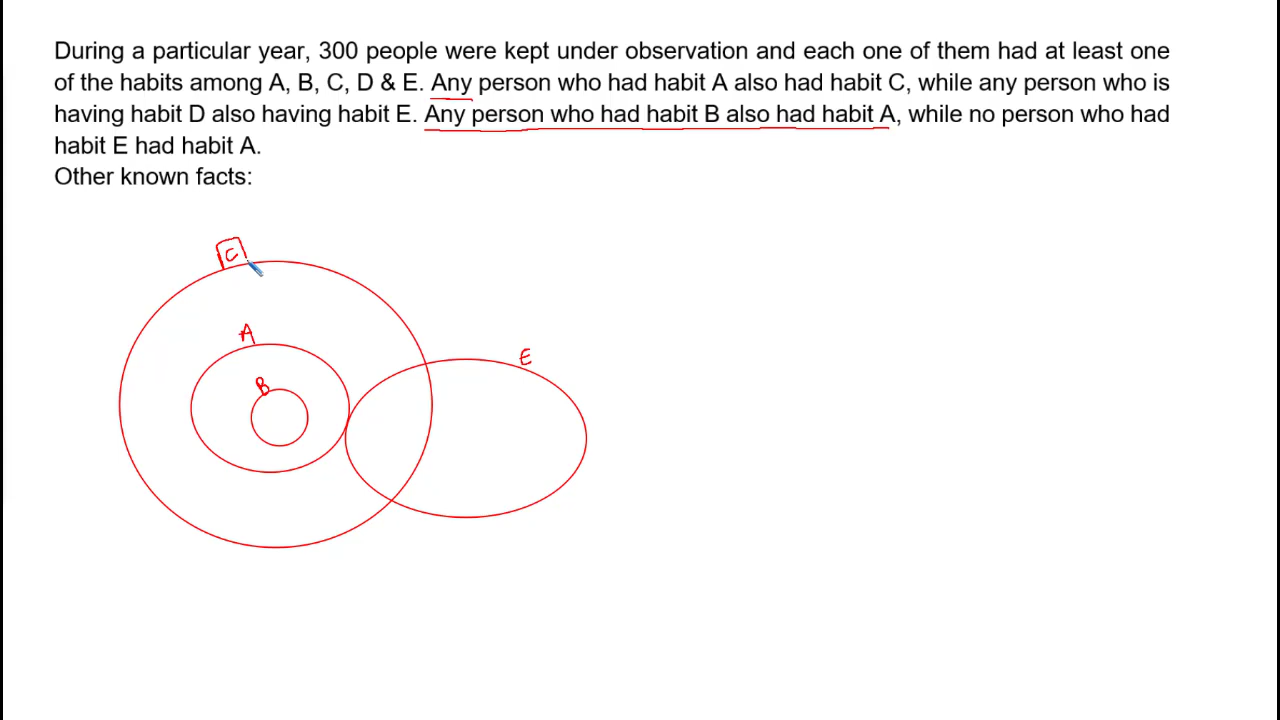 During a particular year, 300 people were kept under observation and each one of them had at least one
of the habits among A, B, C, D & E. Any person who had habit A also had habit C, while any person who is
having habit D also having habit E. Any person who had habit B also had habit A, while no person who had
habit E had habit A.
Other known facts:
C
A
E
B